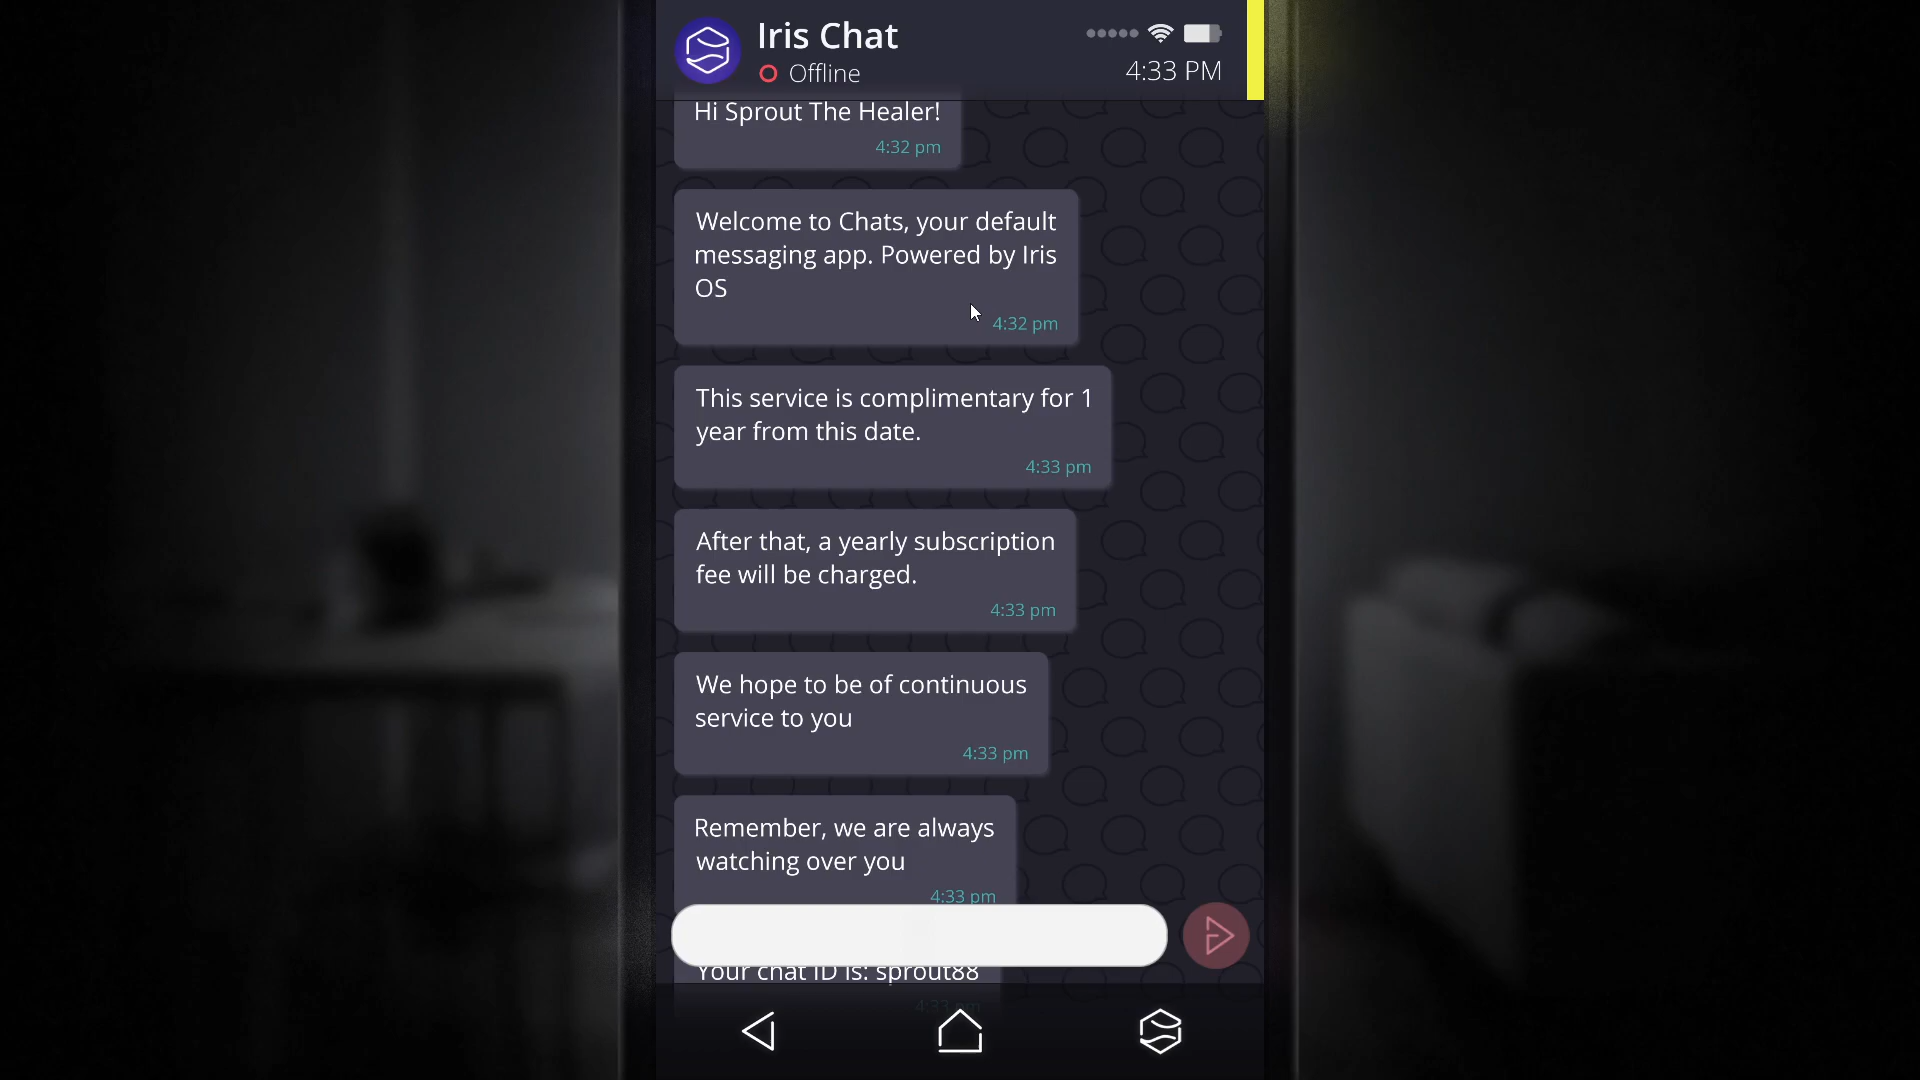 Iris Chat
Offline
4:33 PM
Hi Sprout The Healer!
4:32 pm
Welcome to Chats, your default
messaging app. Powered by Iris
OS
4:32 pm
This service is complimentary for 1
year from this date.
4:33 pm
After that, a yearly subscription
fee will be charged.
4:33 pm
We hope to be of continuous
service to you
4:33 pm
Remember, we are always
watching over you
4:33 pm
Your chat ID is: sprout88
4:33 pm